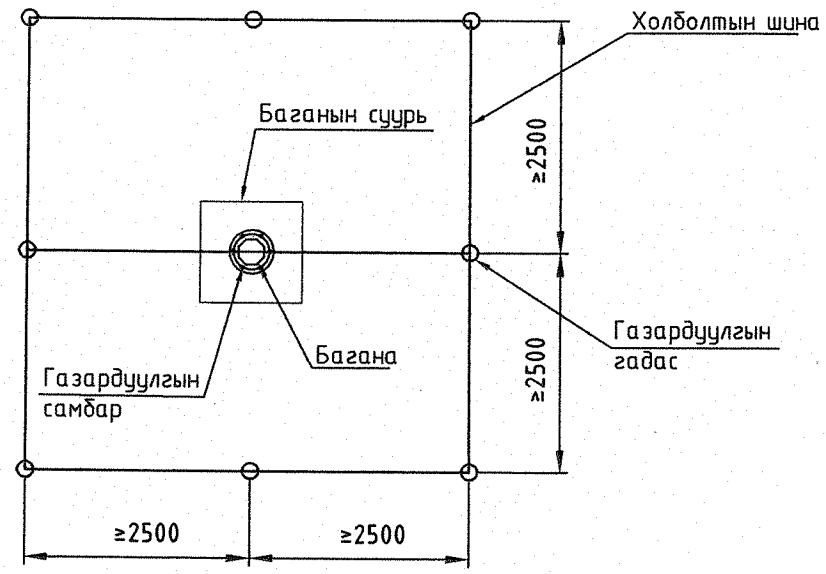 Холболтын шина
Баганын суурь
≥2500
Газардуулгын
гадас
Багана
≥2500
Газардуулгын
самбар
≥2500
≥2500